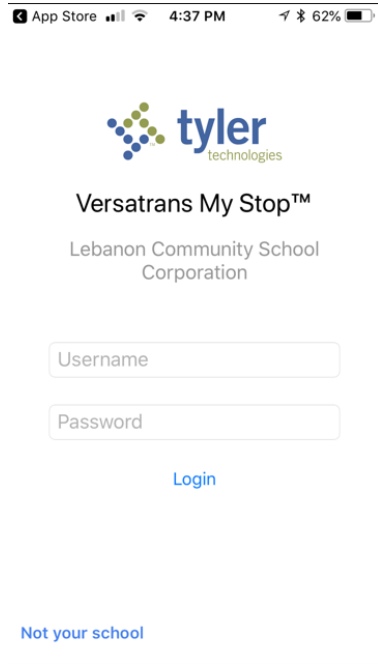 App Store 4:37 PM 62%
tyler
technologies
Versatrans My Stop™
Lebanon Community School
Corporation
Username
Password
Login
Not your school